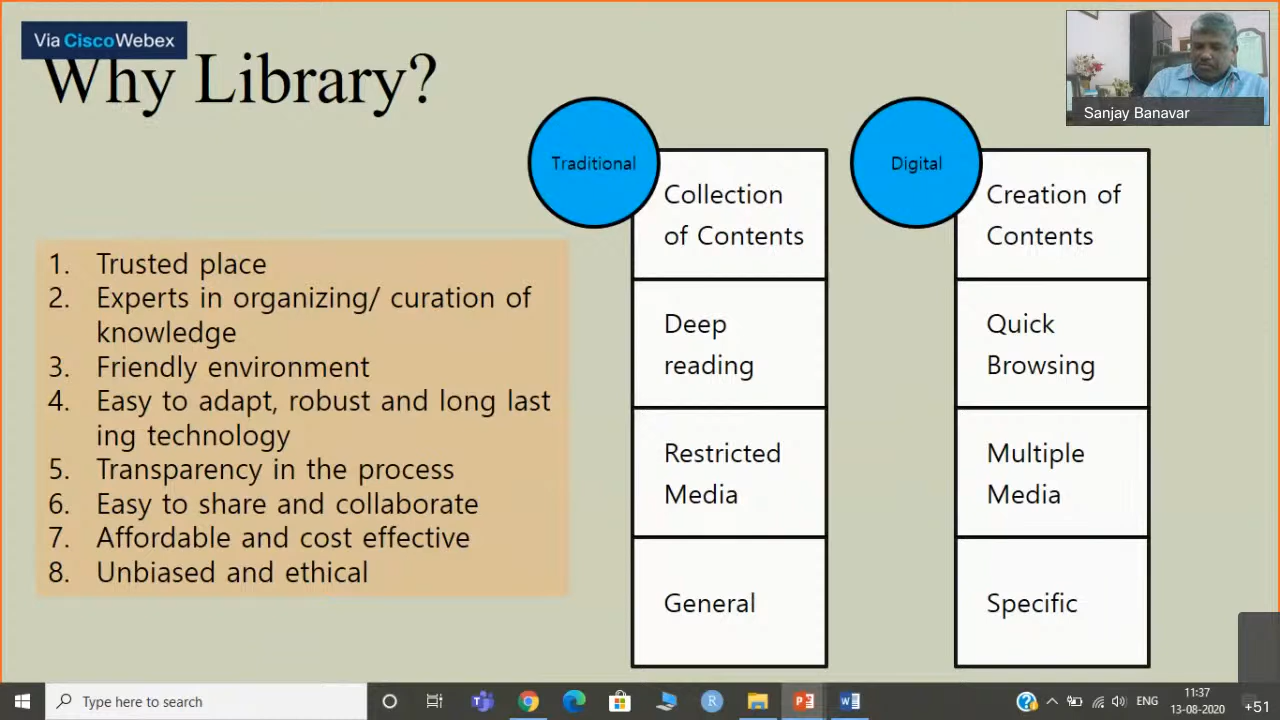 Via CiscoWebex
Why Library?
Sanjay Banavar
1. Trusted place
2. Experts in organizing/ curation of
knowledge
3. Friendly environment
4. Easy to adapt, robust and long last
ing technology
5. Transparency in the process
6. Easy to share and collaborate
7. Affordable and cost effective
8. Unbiased and ethical
Traditional
Collection
of Contents
Deep
reading
Restricted
Media
General
Digital
Creation of
Contents
Quick
Browsing
Multiple
Media
Specific
Type here to search
ENG
11:37
13-08-2020
+51